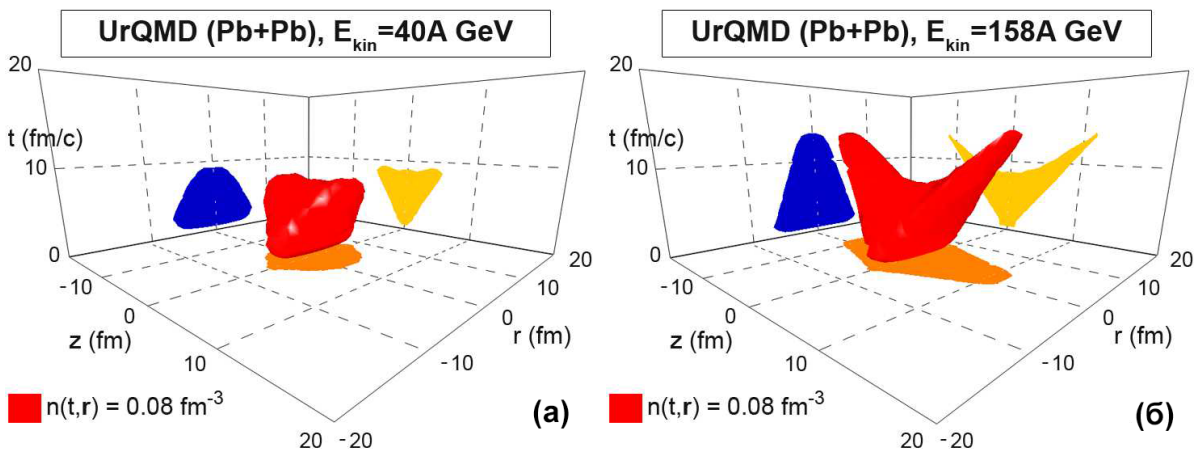 UrQMD (Pb+Pb), E_kin=40A GeV
20
t (fm/c)
10
0
-10
0
z (fm)
10
20
-20
-10
0
r (fm)
10
20
n(t,r) = 0.08 fm⁻³
(а)
UrQMD (Pb+Pb), E_kin=158A GeV
20
t (fm/c)
10
0
-10
0
z (fm)
10
20
-20
-10
0
r (fm)
10
20
n(t,r) = 0.08 fm⁻³
(б)